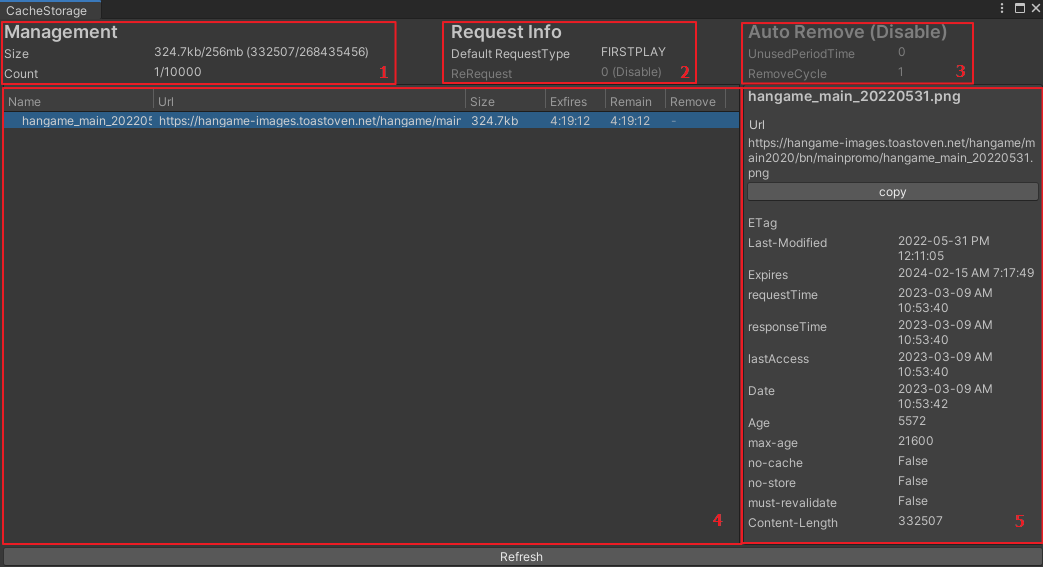 CacheStorage
Management
Size 324.7kb/256mb (332507/268435456)
Count 1/10000
1
Request Info
Default RequestType FIRSTPLAY
ReRequest 0 (Disable)
2
Auto Remove (Disable)
UnusedPeriodTime 0
RemoveCycle 1
3
Name Url Size Exfires Remain Remove
hangame_main_202205 https://hangame-images.toastoven.net/hangame/main 324.7kb 4:19:12 4:19:12 -
4
hangame_main_20220531.png
Url
https://hangame-images.toastoven.net/hangame/m
ain2020/bn/mainpromo/hangame_main_20220531.
png
copy
ETag
Last-Modified 2022-05-31 PM
12:11:05
Expires 2024-02-15 AM 7:17:49
requestTime 2023-03-09 AM
10:53:40
responseTime 2023-03-09 AM
10:53:40
lastAccess 2023-03-09 AM
10:53:40
Date 2023-03-09 AM
10:53:42
Age 5572
max-age 21600
no-cache False
no-store False
must-revalidate False
Content-Length 332507
5
Refresh